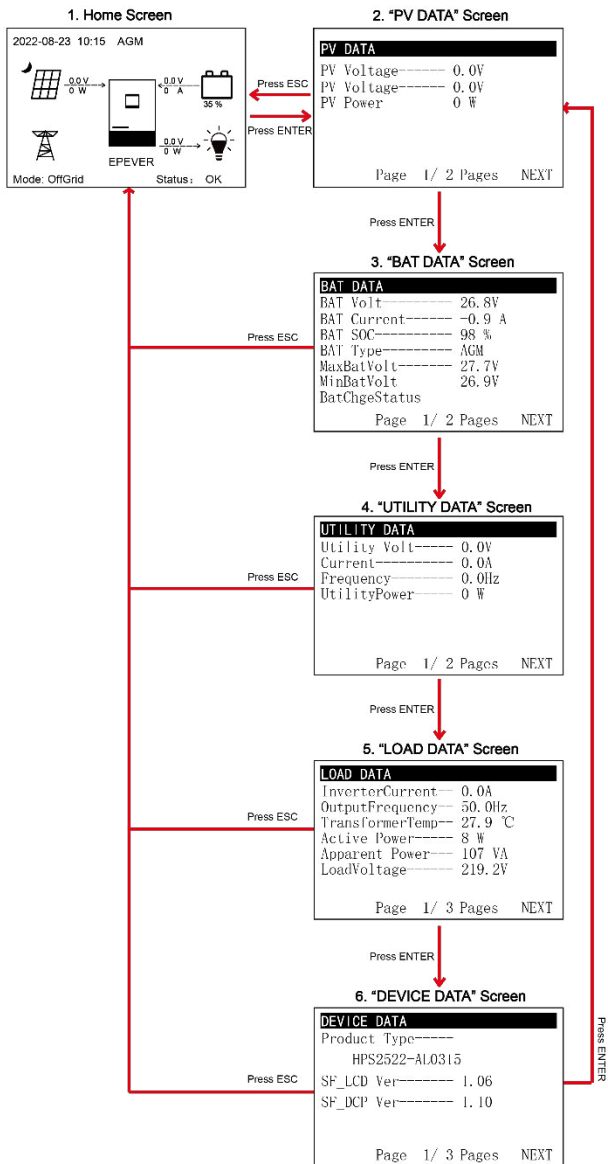 1. Home Screen
2022-08-23 10:15 AGM
0.0 V
0 W
0.0 V
0 A
35 %
0.0 V
0 W
EPEVER
Mode: OffGrid Status: OK
Press ESC
Press ENTER
2. "PV DATA" Screen
PV DATA
PV Voltage------ 0.0V
PV Voltage------ 0.0V
PV Power 0 W
Page 1/ 2 Pages NEXT
Press ENTER
3. "BAT DATA" Screen
BAT DATA
BAT Volt--------- 26.8V
BAT Current------ -0.9 A
BAT SOC---------- 98 %
BAT Type--------- AGM
MaxBatVolt------- 27.7V
MinBatVolt 26.9V
BatChgeStatus
Page 1/ 2 Pages NEXT
Press ESC
Press ENTER
4. "UTILITY DATA" Screen
UTILITY DATA
Utility Volt----- 0.0V
Current---------- 0.0A
Frequency-------- 0.0Hz
UtilityPower----- 0 W
Page 1/ 2 Pages NEXT
Press ESC
Press ENTER
5. "LOAD DATA" Screen
LOAD DATA
InverterCurrent-- 0.0A
OutputFrequency-- 50.0Hz
TransformerTemp-- 27.9 ℃
Active Power----- 8 W
Apparent Power--- 107 VA
LoadVoltage------ 219.2V
Page 1/ 3 Pages NEXT
Press ESC
Press ENTER
6. "DEVICE DATA" Screen
DEVICE DATA
Product Type-----
HPS2522-AL0315
SF_LCD Ver------- 1.06
SF_DCP Ver------- 1.10
Page 1/ 3 Pages NEXT
Press ESC
Press ENTER